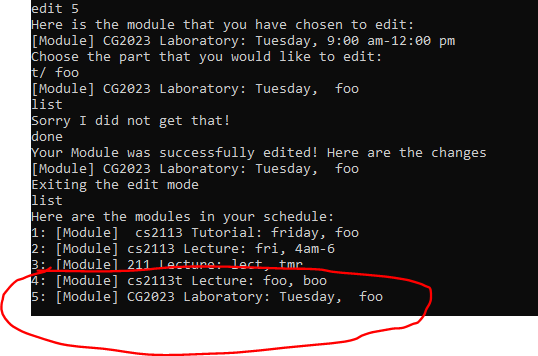 edit 5
Here is the module that you have chosen to edit:
[Module] CG2023 Laboratory: Tuesday, 9:00 am-12:00 pm
Choose the part that you would like to edit:
t/ foo
[Module] CG2023 Laboratory: Tuesday,  foo
list
Sorry I did not get that!
done
Your Module was successfully edited! Here are the changes
[Module] CG2023 Laboratory: Tuesday,  foo
Exiting the edit mode
list
Here are the modules in your schedule:
1: [Module]  cs2113 Tutorial: friday, foo
2: [Module] cs2113 Lecture: fri, 4am-6
3: [Module] 211 Lecture: lect, tmr
4: [Module] cs2113t Lecture: foo, boo
5: [Module] CG2023 Laboratory: Tuesday,  foo